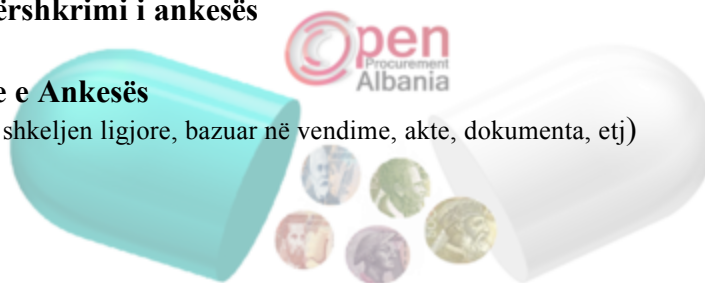 ërshkrimi i ankesës
Open
Procurement
Albania
e e Ankesës
shkeljen ligjore, bazuar në vendime, akte, dokumenta, etj)